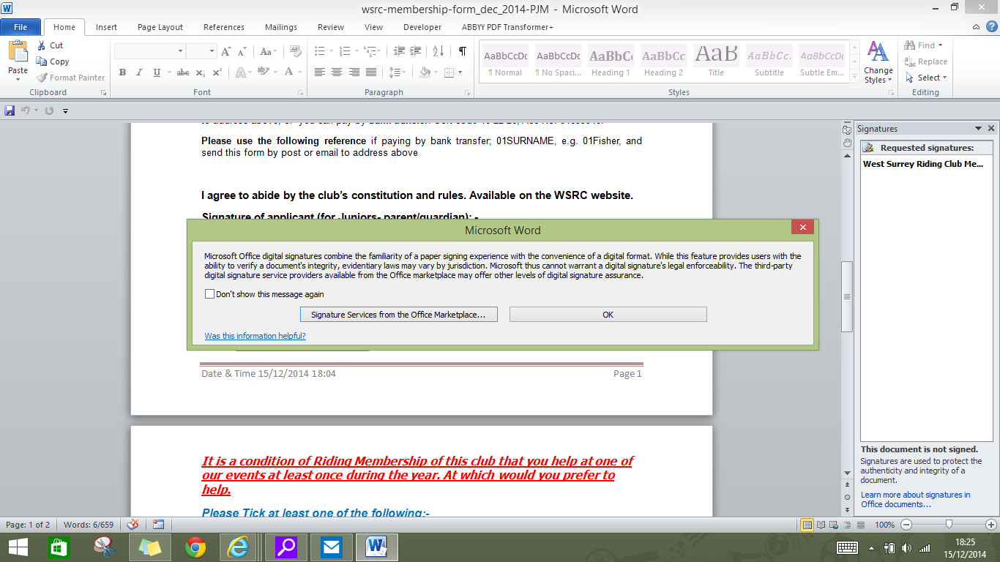 wsrc-membership-form_dec_2014-PJM - Microsoft Word
File Home Insert Page Layout References Mailings Review View Developer ABBYY PDF Transformer+
Paste
Cut
Copy
Format Painter
Clipboard
Font
Paragraph
AaBbCcDc AaBbCcDc AaBbC AaBbCc AaB AaBbCc. AaBbCcDc
¶ Normal ¶ No Spaci... Heading 1 Heading 2 Title Subtitle Subtle Em...
Styles
Change
Styles
Find
Replace
Select
Editing
Please use the following reference if paying by bank transfer; 01SURNAME, e.g. 01Fisher, and
send this form by post or email to address above
I agree to abide by the club's constitution and rules. Available on the WSRC website.
Signature of applicant (for Juniors- parent/guardian): -
Microsoft Word
Microsoft Office digital signatures combine the familiarity of a paper signing experience with the convenience of a digital format. While this feature provides users with the
ability to verify a document's integrity, evidentiary laws may vary by jurisdiction. Microsoft thus cannot warrant a digital signature's legal enforceability. The third-party
digital signature service providers available from the Office marketplace may offer other levels of digital signature assurance.
Don't show this message again
Signature Services from the Office Marketplace... OK
Was this information helpful?
Date & Time 15/12/2014 18:04 Page 1
It is a condition of Riding Membership of this club that you help at one of
our events at least once during the year. At which would you prefer to
help.
Please Tick at least one of the following:-
Signatures
Requested signatures:
West Surrey Riding Club Me...
This document is not signed.
Signatures are used to protect the
authenticity and integrity of a
document.
Learn more about signatures in
Office documents...
Page: 1 of 2 Words: 6/659 100%
18:25
15/12/2014